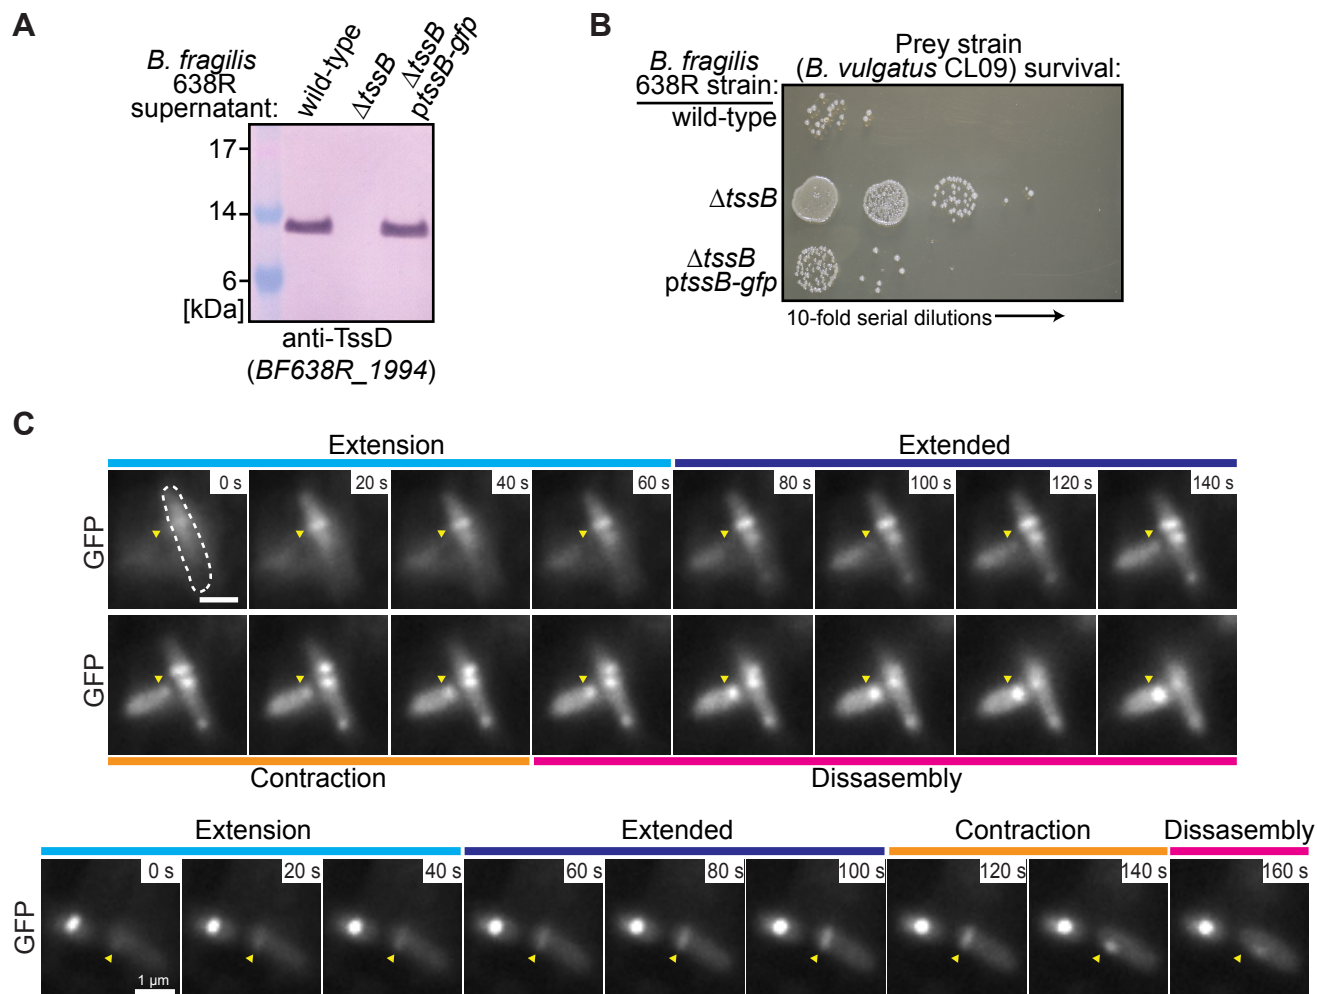 A
B. fragilis
638R
supernatant:
wild-type
ΔtssB
ΔtssB
ptssB-gfp
17
14
6
[kDa]
anti-TssD
(BF638R_1994)
B
B. fragilis
638R strain:
Prey strain
(B. vulgatus CL09) survival:
wild-type
ΔtssB
ΔtssB
ptssB-gfp
10-fold serial dilutions
C
Extension
Extended
GFP
0 s
20 s
40 s
60 s
80 s
100 s
120 s
140 s
GFP
Contraction
Dissasembly
Extension
Extended
Contraction
Dissasembly
GFP
0 s
20 s
40 s
60 s
80 s
100 s
120 s
140 s
160 s
1 μm